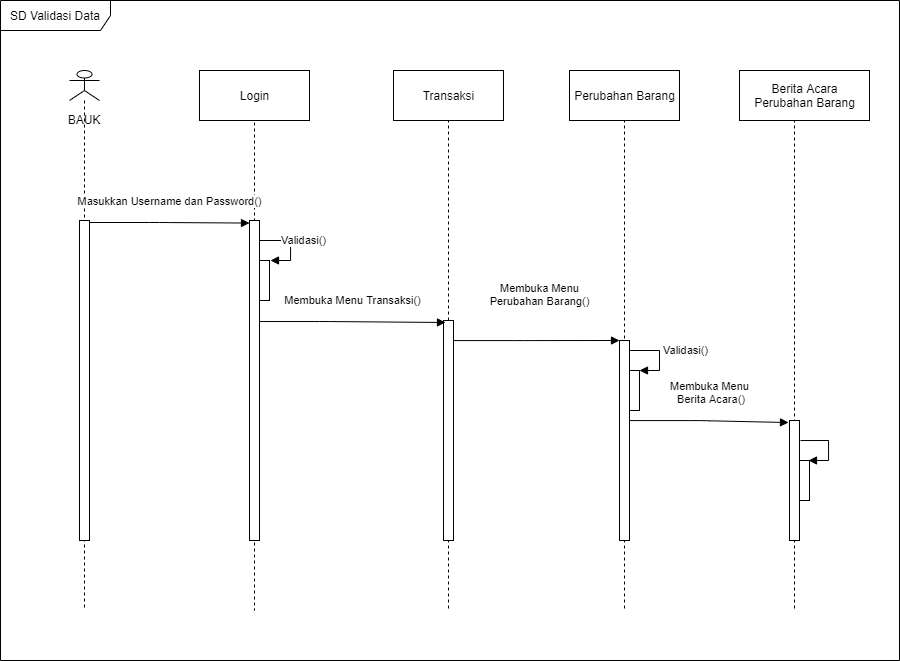 SD Validasi Data
BAUK
Login
Transaksi
Perubahan Barang
Berita Acara
Perubahan Barang
Masukkan Username dan Password()
Validasi()
Membuka Menu Transaksi()
Membuka Menu
Perubahan Barang()
Validasi()
Membuka Menu
Berita Acara()